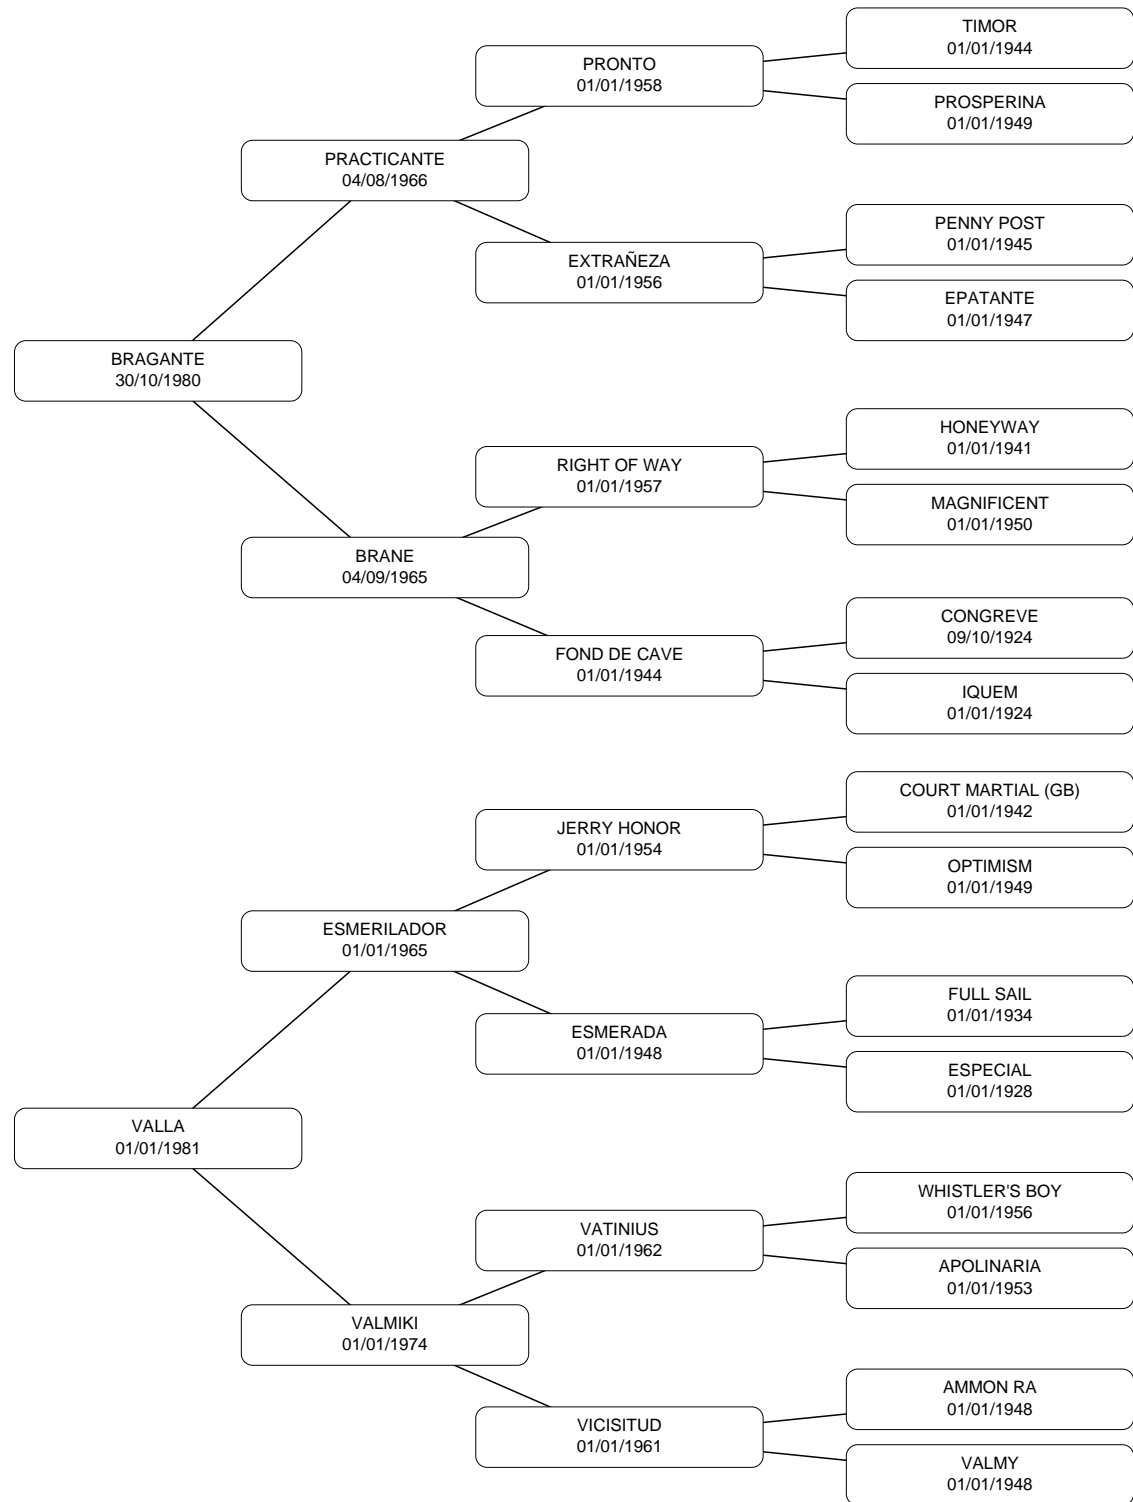 TIMOR
01/01/1944
PRONTO
01/01/1958
PROSPERINA
01/01/1949
PRACTICANTE
04/08/1966
PENNY POST
01/01/1945
EXTRAÑEZA
01/01/1956
EPATANTE
01/01/1947
BRAGANTE
30/10/1980
HONEYWAY
01/01/1941
RIGHT OF WAY
01/01/1957
MAGNIFICENT
01/01/1950
BRANE
04/09/1965
CONGREVE
09/10/1924
FOND DE CAVE
01/01/1944
IQUEM
01/01/1924
COURT MARTIAL (GB)
01/01/1942
JERRY HONOR
01/01/1954
OPTIMISM
01/01/1949
ESMERILADOR
01/01/1965
FULL SAIL
01/01/1934
ESMERADA
01/01/1948
ESPECIAL
01/01/1928
VALLA
01/01/1981
WHISTLER'S BOY
01/01/1956
VATINIUS
01/01/1962
APOLINARIA
01/01/1953
VALMIKI
01/01/1974
AMMON RA
01/01/1948
VICISITUD
01/01/1961
VALMY
01/01/1948